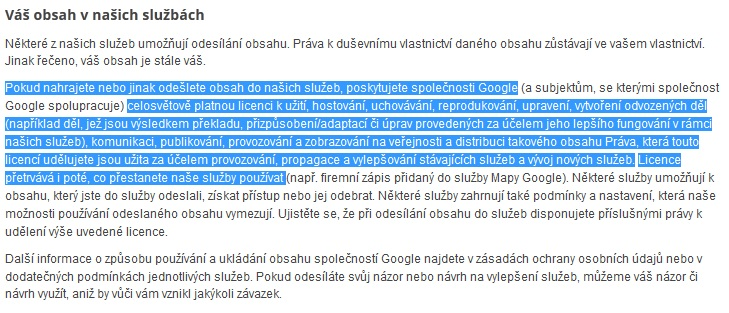 Váš obsah v našich službách
Některé z našich služeb umožňují odesílání obsahu. Práva k duševnímu vlastnictví daného obsahu zůstávají ve vašem vlastnictví.
Jinak řečeno, váš obsah je stále váš.
Pokud nahrajete nebo jinak odešlete obsah do našich služeb, poskytujete společnosti Google (a subjektům, se kterými společnost
Google spolupracuje) celosvětově platnou licenci k užití, hostování, uchovávání, reprodukování, upravení, vytvoření odvozených děl
(například děl, jež jsou výsledkem překladu, přizpůsobení/adaptací či úprav provedených za účelem jeho lepšího fungování v rámci
našich služeb), komunikaci, publikování, provozování a zobrazování na veřejnosti a distribuci takového obsahu Práva, která touto
licencí udělujete jsou užita za účelem provozování, propagace a vylepšování stávajících služeb a vývoj nových služeb. Licence
přetrvává i poté, co přestanete naše služby používat (např. firemní zápis přidaný do služby Mapy Google). Některé služby umožňují k
obsahu, který jste do služby odeslali, získat přístup nebo jej odebrat. Některé služby zahrnují také podmínky a nastavení, která naše
možnosti používání odeslaného obsahu vymezují. Ujistěte se, že při odesílání obsahu do služeb disponujete příslušnými právy k
udělení výše uvedené licence.
Další informace o způsobu používání a ukládání obsahu společností Google najdete v zásadách ochrany osobních údajů nebo v
dodatečných podmínkách jednotlivých služeb. Pokud odesíláte svůj názor nebo návrh na vylepšení služeb, můžeme váš názor či
návrh využít, aniž by vůči vám vznikl jakýkoli závazek.